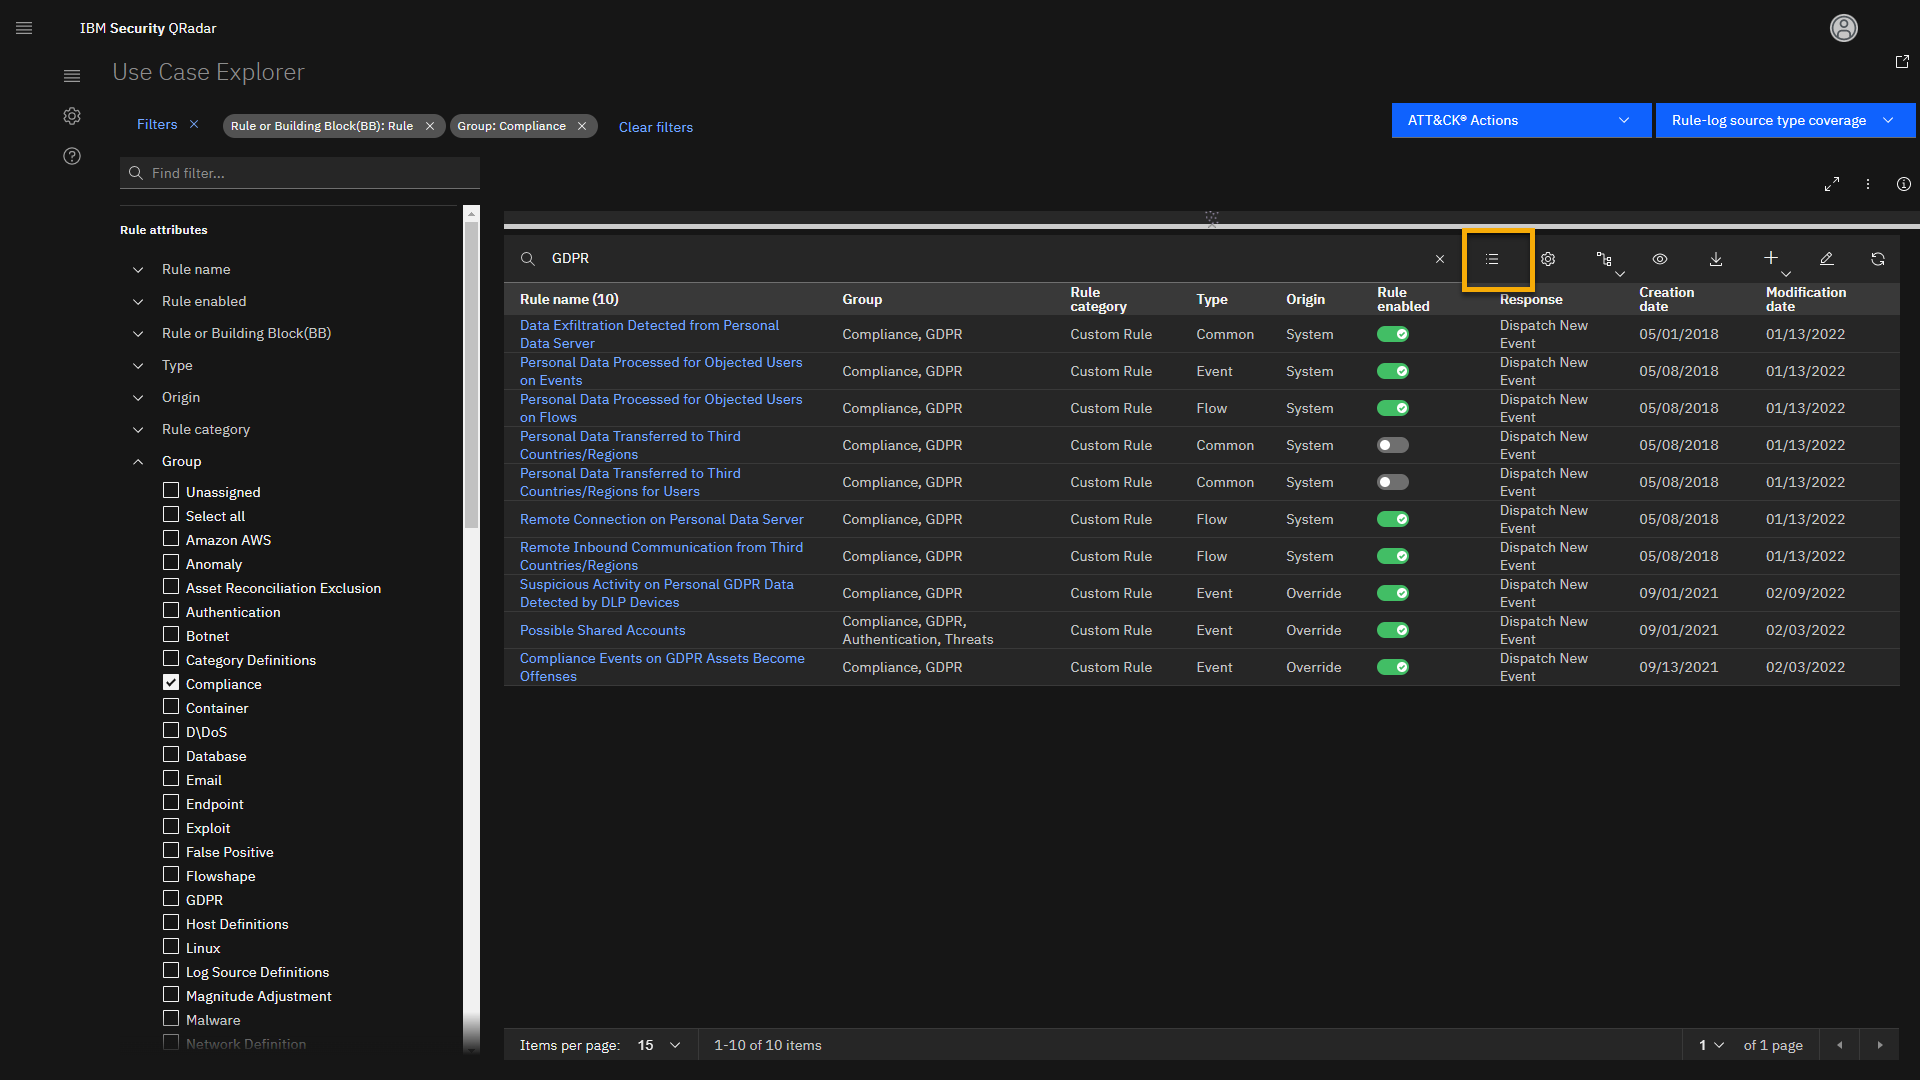 IBM Security QRadar
Use Case Explorer
Filters
Rule or Building Block(BB): Rule
Group: Compliance
Clear filters
ATT&CK® Actions
Rule-log source type coverage
Find filter...
Rule attributes
Rule name
Rule enabled
Rule or Building Block(BB)
Type
Origin
Rule category
Group
Unassigned
Select all
Amazon AWS
Anomaly
Asset Reconciliation Exclusion
Authentication
Botnet
Category Definitions
Compliance
Container
D\DoS
Database
Email
Endpoint
Exploit
False Positive
Flowshape
GDPR
Host Definitions
Linux
Log Source Definitions
Magnitude Adjustment
Malware
Network Definition
GDPR
Rule name (10) Group Rule category Type Origin Rule enabled Response Creation date Modification date
Data Exfiltration Detected from Personal Data Server Compliance, GDPR Custom Rule Common System Dispatch New Event 05/01/2018 01/13/2022
Personal Data Processed for Objected Users on Events Compliance, GDPR Custom Rule Event System Dispatch New Event 05/08/2018 01/13/2022
Personal Data Processed for Objected Users on Flows Compliance, GDPR Custom Rule Flow System Dispatch New Event 05/08/2018 01/13/2022
Personal Data Transferred to Third Countries/Regions Compliance, GDPR Custom Rule Common System Dispatch New Event 05/08/2018 01/13/2022
Personal Data Transferred to Third Countries/Regions for Users Compliance, GDPR Custom Rule Common System Dispatch New Event 05/08/2018 01/13/2022
Remote Connection on Personal Data Server Compliance, GDPR Custom Rule Flow System Dispatch New Event 05/08/2018 01/13/2022
Remote Inbound Communication from Third Countries/Regions Compliance, GDPR Custom Rule Flow System Dispatch New Event 05/08/2018 01/13/2022
Suspicious Activity on Personal GDPR Data Detected by DLP Devices Compliance, GDPR Custom Rule Event Override Dispatch New Event 09/01/2021 02/09/2022
Possible Shared Accounts Compliance, GDPR, Authentication, Threats Custom Rule Event Override Dispatch New Event 09/01/2021 02/03/2022
Compliance Events on GDPR Assets Become Offenses Compliance, GDPR Custom Rule Event Override Dispatch New Event 09/13/2021 02/03/2022
Items per page: 15 1-10 of 10 items 1 of 1 page